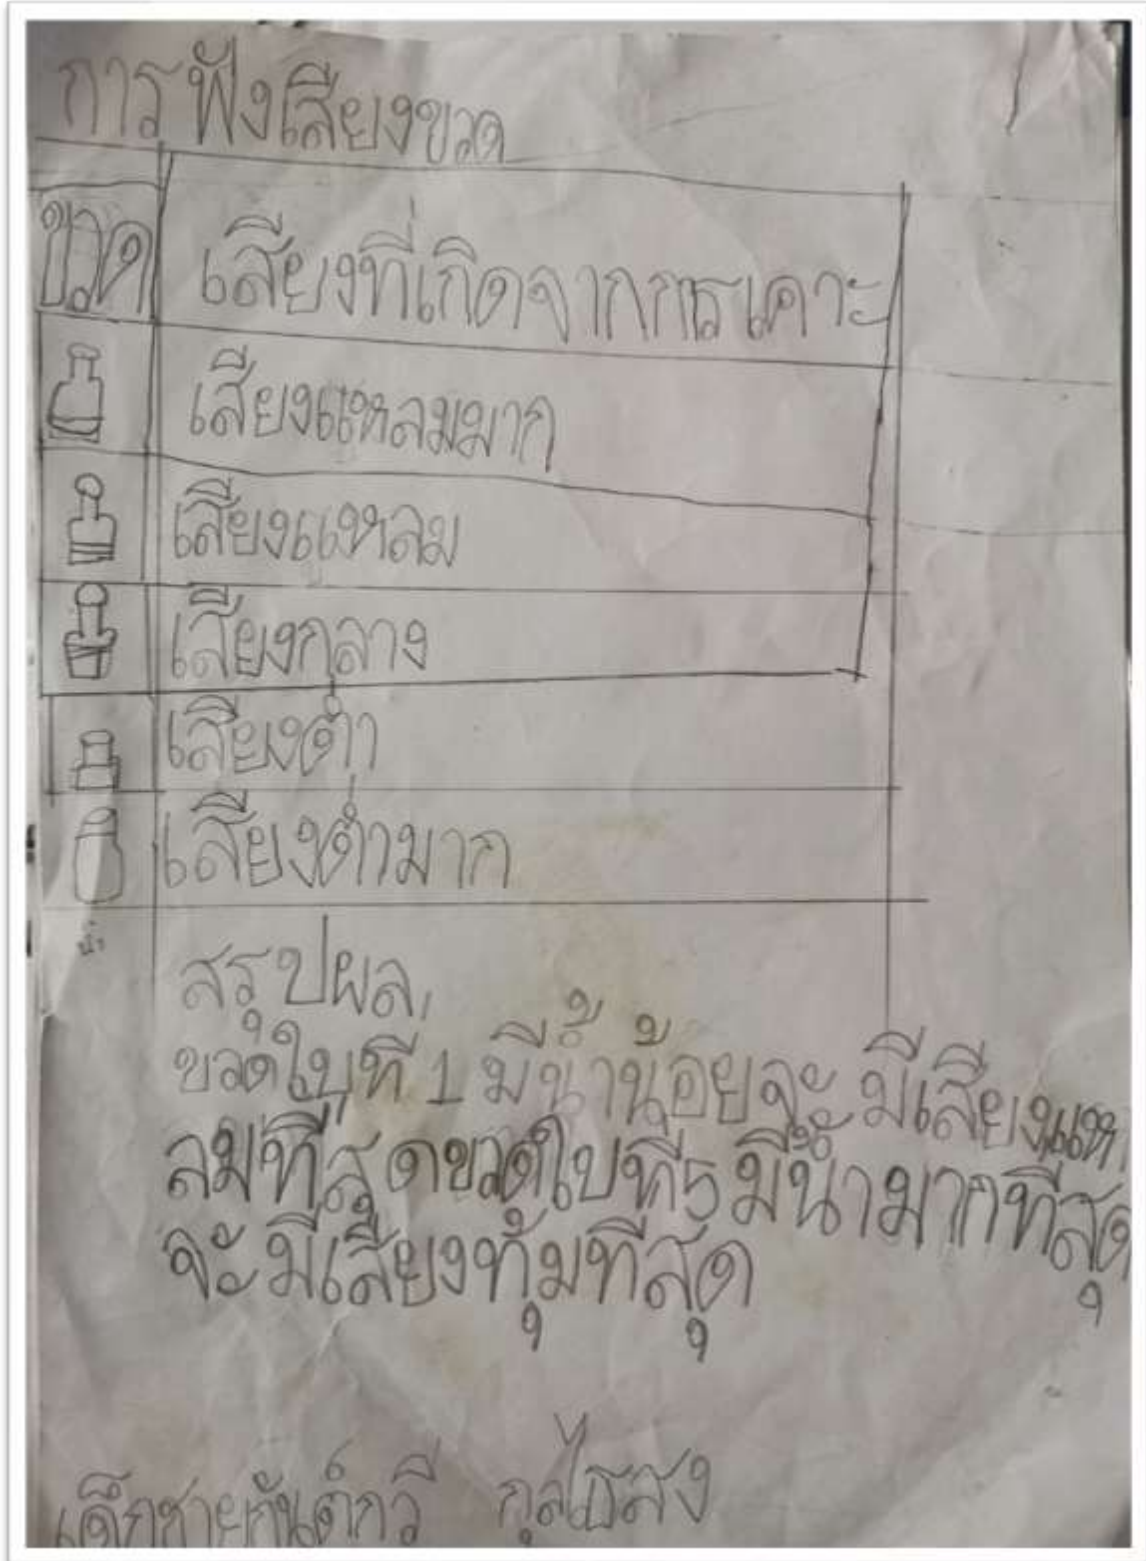 การฟังเสียงขวด
ขวด เสียงที่เกิดจากการเคาะ
เสียงแหลมมาก
เสียงแหลม
เสียงกลาง
เสียงต่ำ
เสียงต่ำมาก
สรุปผล
ขวดใบที่ 1 มีน้ำน้อยจะมีเสียงแห
ลมที่สุดขวดใบที่5 มีน้ำมากที่สุด
จะมีเสียงทุ้มที่สุด
เด็กชายกันต์กวี